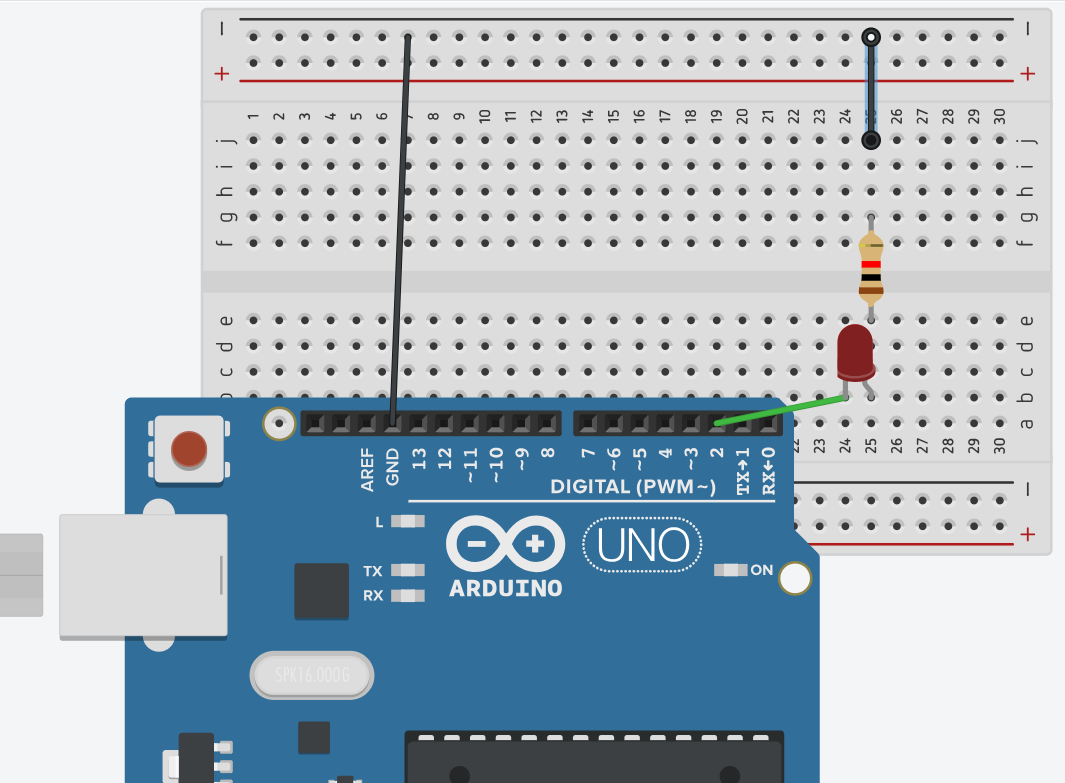 − −
+ +
1 2 3 4 5 6 7 8 9 10 11 12 13 14 15 16 17 18 19 20 21 22 23 24 25 26 27 28 29 30
j j
i i
h h
g g
f f
e e
d d
c c
b b
a
AREF GND 13 12 ~11 ~10 ~9 8 7 ~6 ~5 4 ~3 2 TX→1 RX←0
22 23 24 25 26 27 28 29 30
DIGITAL (PWM~)
−
L
− + UNO
+
TX
ON
ARDUINO
RX
SPK16.000G